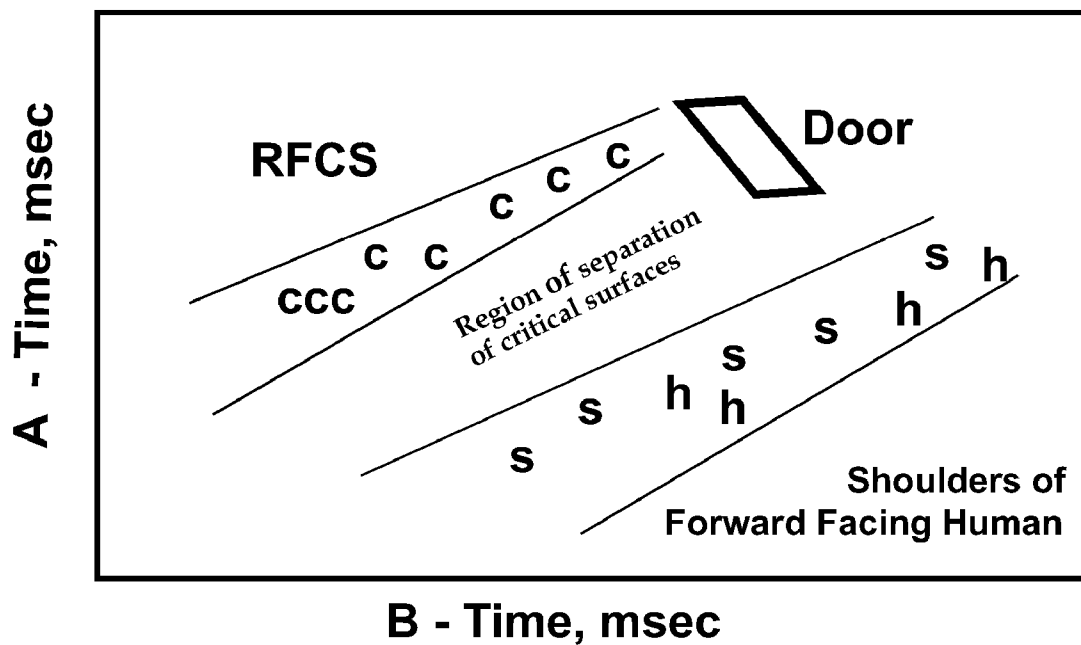 A - Time, msec
RFCS
Door
c
c
c
c c
ccc
Region of separation
of critical surfaces
s h
h
s
s
s h h
s
Shoulders of
Forward Facing Human
B - Time, msec